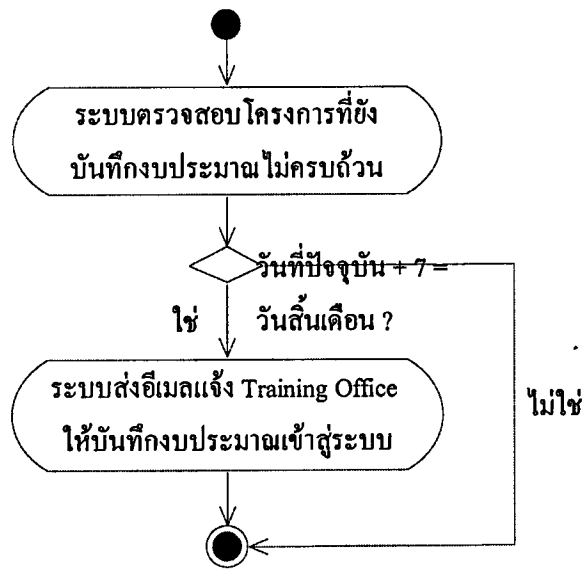 ระบบตรวจสอบโครงการที่ยัง
บันทึกงบประมาณไม่ครบถ้วน
วันที่ปัจจุบัน + 7 =
ใช่
วันสิ้นเดือน ?
ระบบส่งอีเมลแจ้ง Training Office
ให้บันทึกงบประมาณเข้าสู่ระบบ
ไม่ใช่